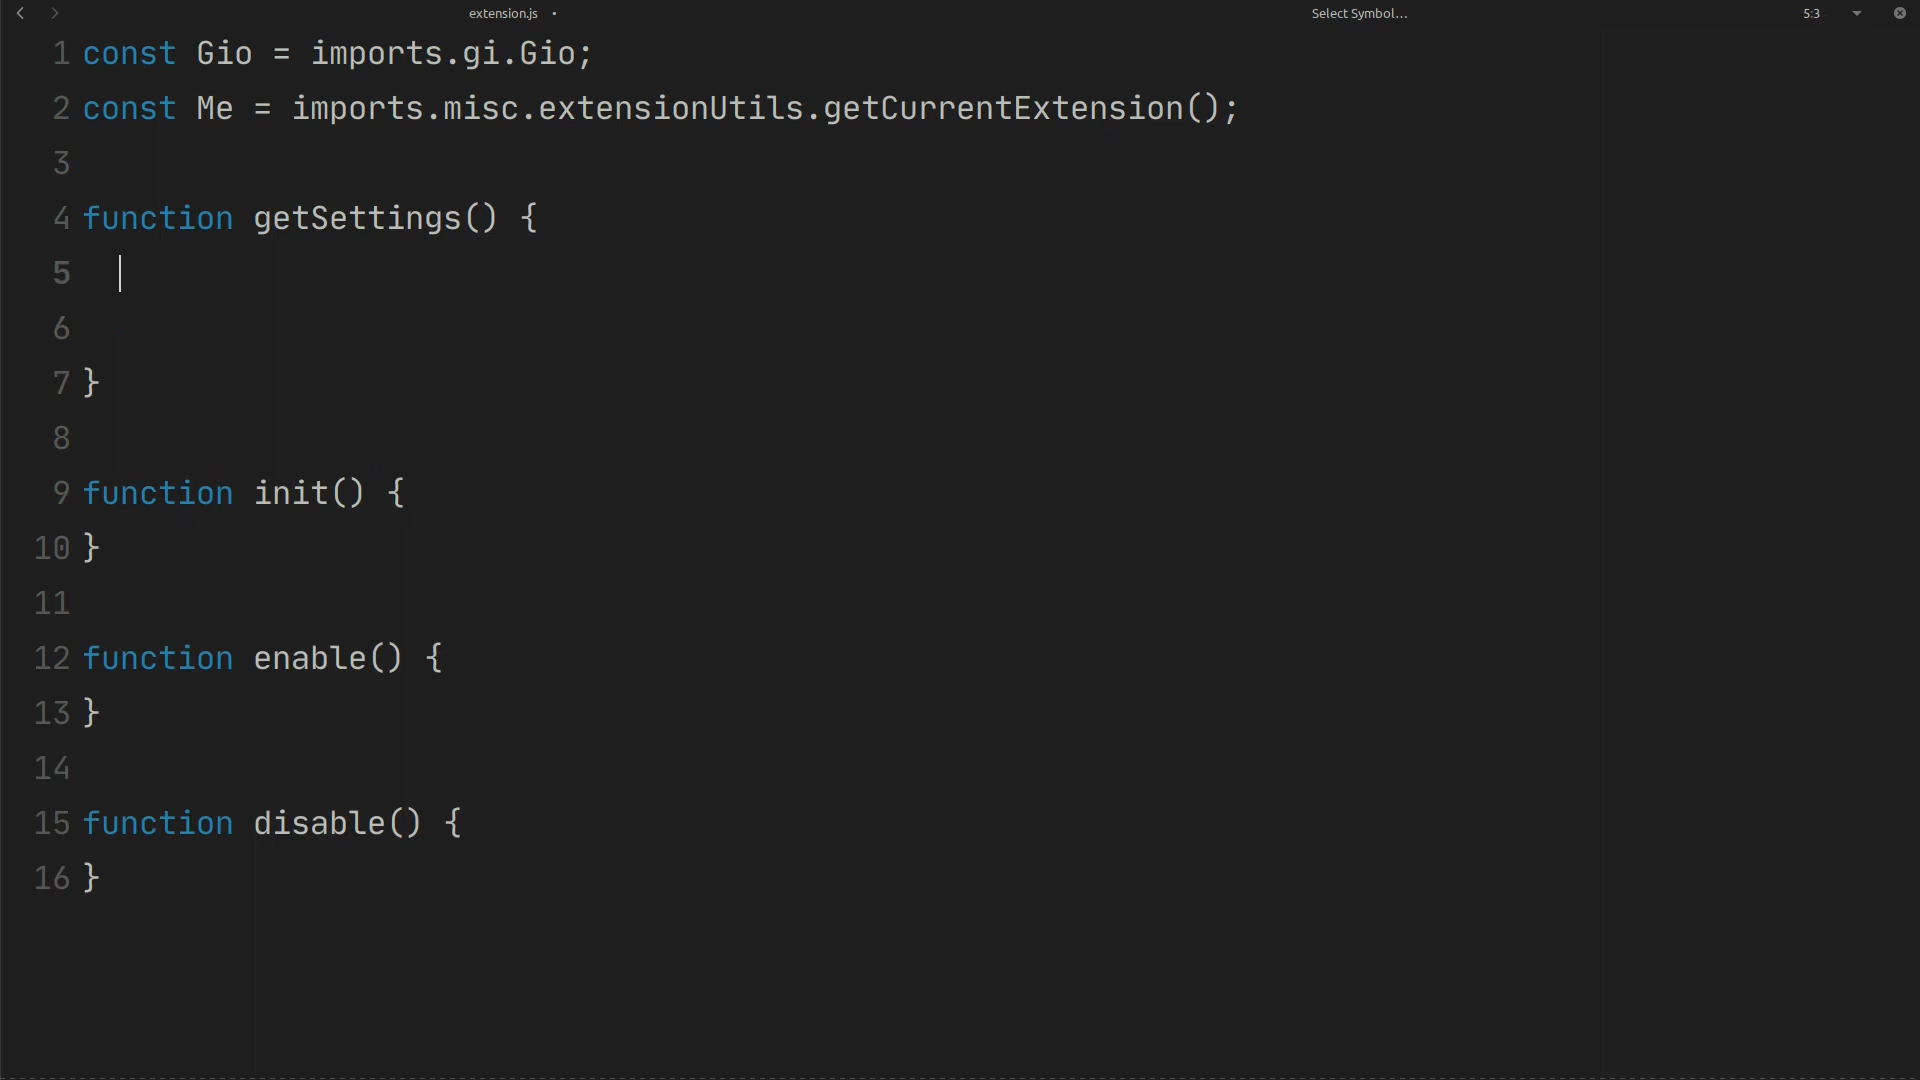 extension.js •
Select Symbol...
5:3
1 const Gio = imports.gi.Gio;
2 const Me = imports.misc.extensionUtils.getCurrentExtension();
3
4 function getSettings() {
5
6
7 }
8
9 function init() {
10 }
11
12 function enable() {
13 }
14
15 function disable() {
16 }